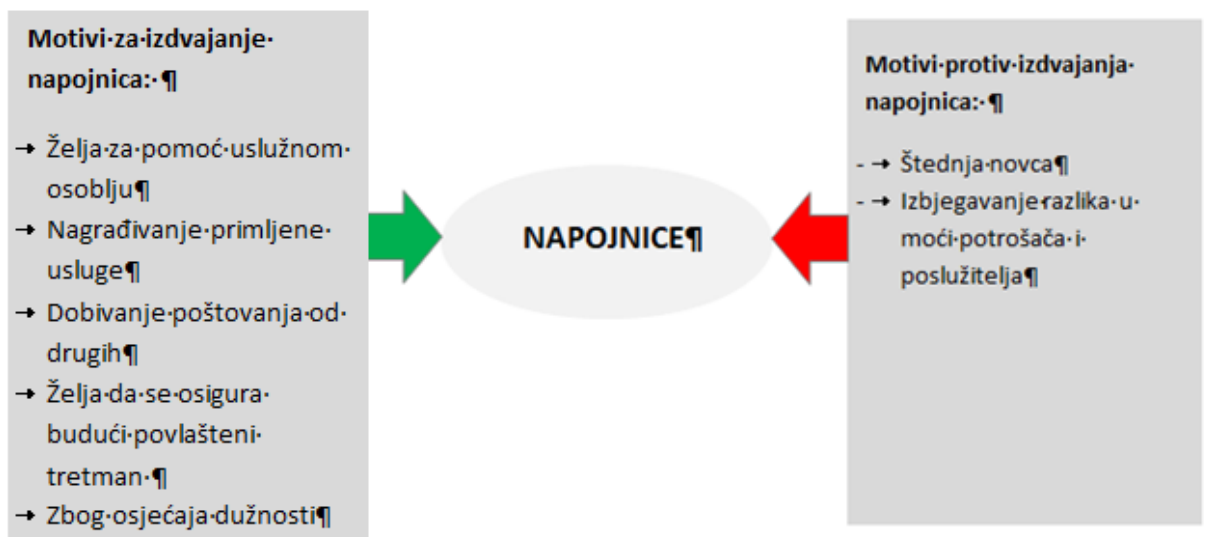 Motivi·za·izdvajanje·
napojnica:·¶
→ Želja·za·pomoć·uslužnom·
osoblju¶
→ Nagrađivanje·primljene·
usluge¶
→ Dobivanje·poštovanja·od·
drugih¶
→ Želja·da·se·osigura·
budući·povlašteni·
tretman·¶
→ Zbog·osjećaja·dužnosti¶
NAPOJNICE¶
Motivi·protiv·izdvajanja·
napojnica:·¶
- → Štednja·novca¶
- → Izbjegavanje·razlika·u·
moći·potrošača·i·
poslužitelja¶